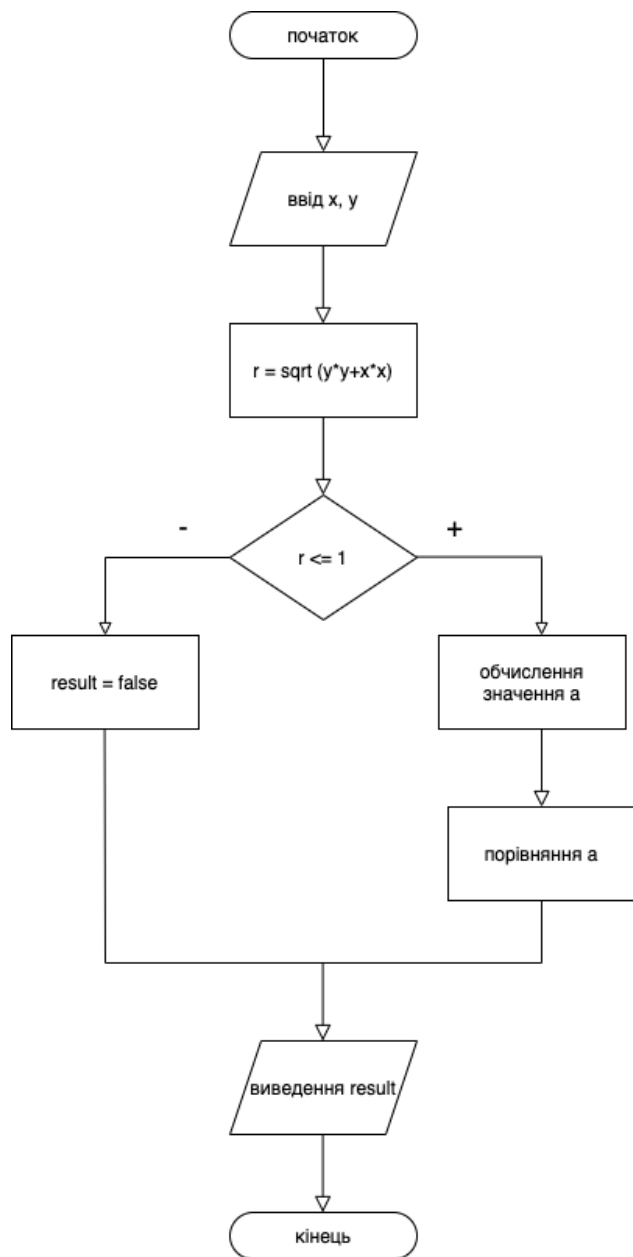 початок
ввід x, y
r = sqrt (y*y+x*x)
-
+
r <= 1
result = false
обчислення
значення a
порівняння a
виведення result
кінець